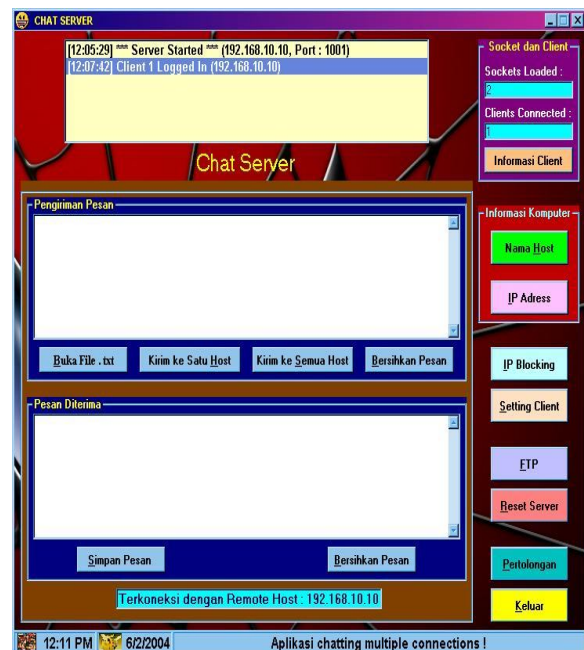 CHAT SERVER
[12:05:29] *** Server Started *** (192.168.10.10, Port : 1001)
[12:07:42] Client 1 Logged In (192.168.10.10)
Socket dan Client
Sockets Loaded :
2
Clients Connected :
1
Informasi Client
Chat Server
Pengiriman Pesan
Buka File . txt
Kirim ke Satu Host
Kirim ke Semua Host
Bersihkan Pesan
Informasi Komputer
Nama Host
IP Adress
IP Blocking
Setting Client
Pesan Diterima
Simpan Pesan
Bersihkan Pesan
FTP
Reset Server
Pertolongan
Keluar
Terkoneksi dengan Remote Host : 192.168.10.10
12:11 PM
6/2/2004
Aplikasi chatting multiple connections !